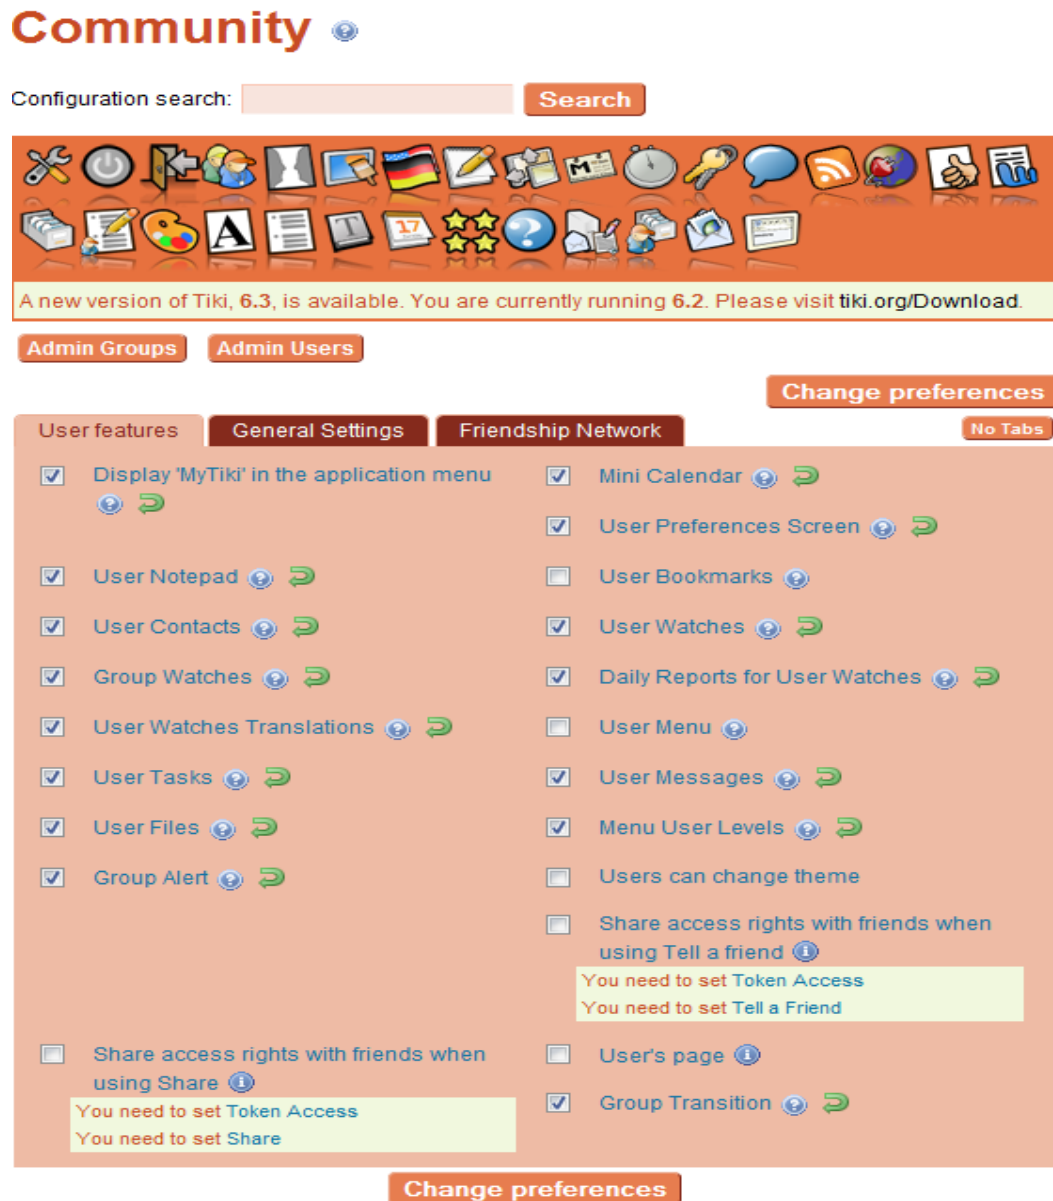 Community
Configuration search:
Search
17
A new version of Tiki, 6.3, is available. You are currently running 6.2. Please visit tiki.org/Download.
Admin Groups
Admin Users
Change preferences
User features
General Settings
Friendship Network
No Tabs
Display 'MyTiki' in the application menu
Mini Calendar
User Preferences Screen
User Notepad
User Bookmarks
User Contacts
User Watches
Group Watches
Daily Reports for User Watches
User Watches Translations
User Menu
User Tasks
User Messages
User Files
Menu User Levels
Group Alert
Users can change theme
Share access rights with friends when
using Tell a friend
You need to set Token Access
You need to set Tell a Friend
Share access rights with friends when
using Share
You need to set Token Access
You need to set Share
User's page
Group Transition
Change preferences